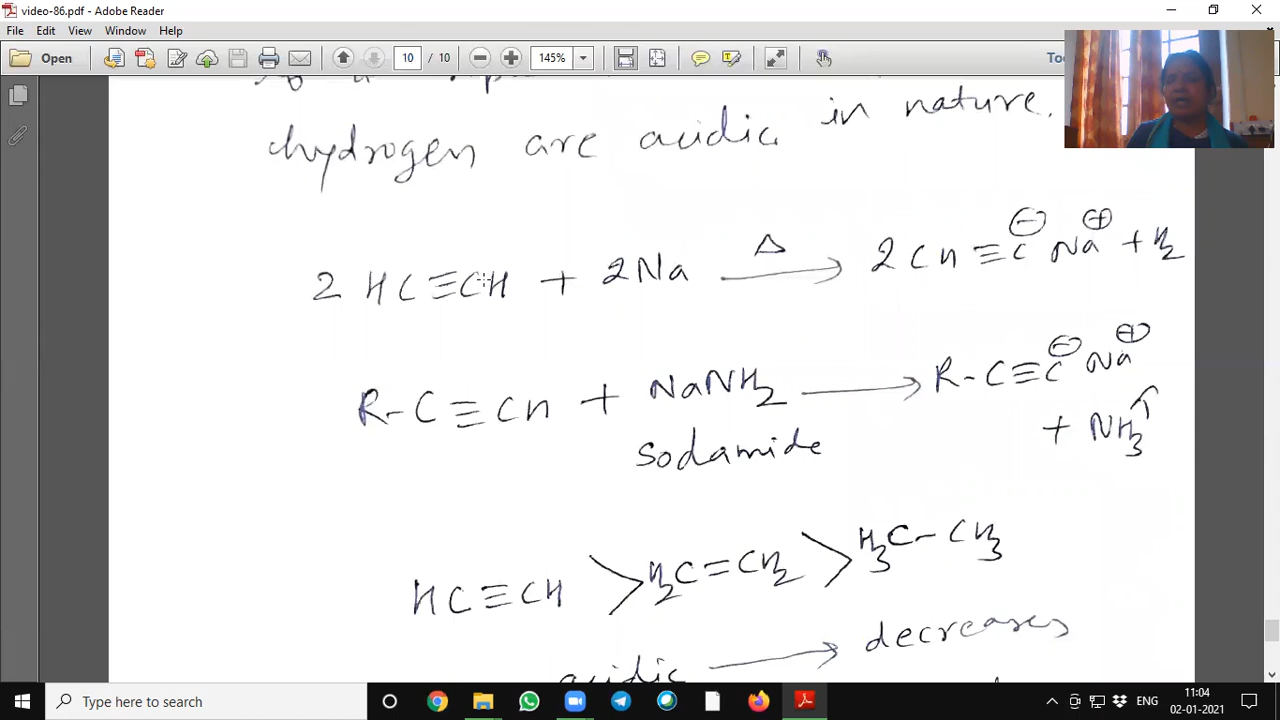 video-86.pdf - Adobe Reader
File Edit View Window Help
Open 10 / 10 145%
hydrogen are acidic in nature.
2 HC≡CH + 2Na —Δ→ 2 CH≡C⊖ Na⊕ + H₂
R-C≡CH + NaNH₂ ⟶ R-C≡C⊖ Na⊕
sodamide + NH₃↑
HC≡CH > H₂C=CH₂ > H₃C-CH₃
acidic ⟶ decreases
Type here to search
ENG 11:04
02-01-2021